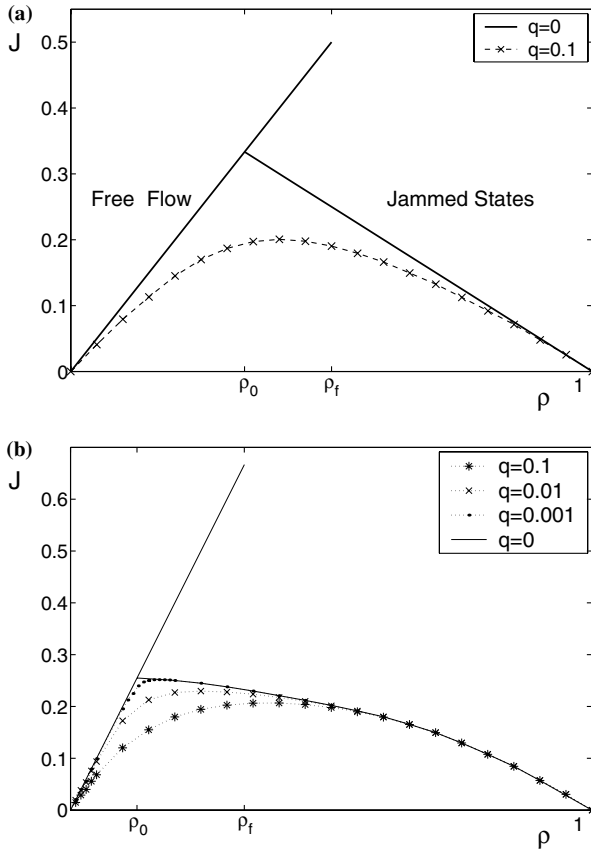 (a)
J
0.5
0.4
0.3
0.2
0.1
0
q=0
q=0.1
Free Flow
Jammed States
ρ0
ρf
ρ
1
(b)
J
0.6
0.5
0.4
0.3
0.2
0.1
0
q=0.1
q=0.01
q=0.001
q=0
ρ0
ρf
ρ
1